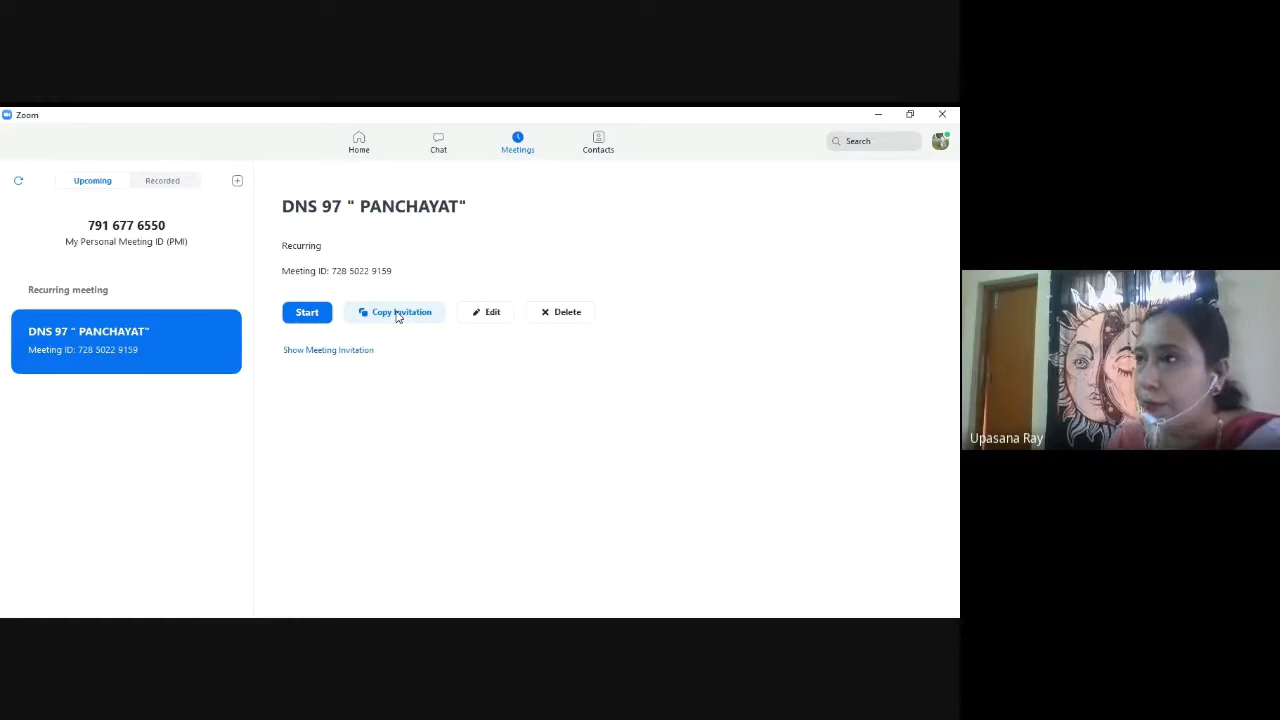 Zoom
Home
Chat
Meetings
Contacts
Search
Upcoming
Recorded
791 677 6550
My Personal Meeting ID (PMI)
Recurring meeting
DNS 97 " PANCHAYAT"
Meeting ID: 728 5022 9159
DNS 97 " PANCHAYAT"
Recurring
Meeting ID: 728 5022 9159
Start
Copy Invitation
Edit
Delete
Show Meeting Invitation
Upasana Ray